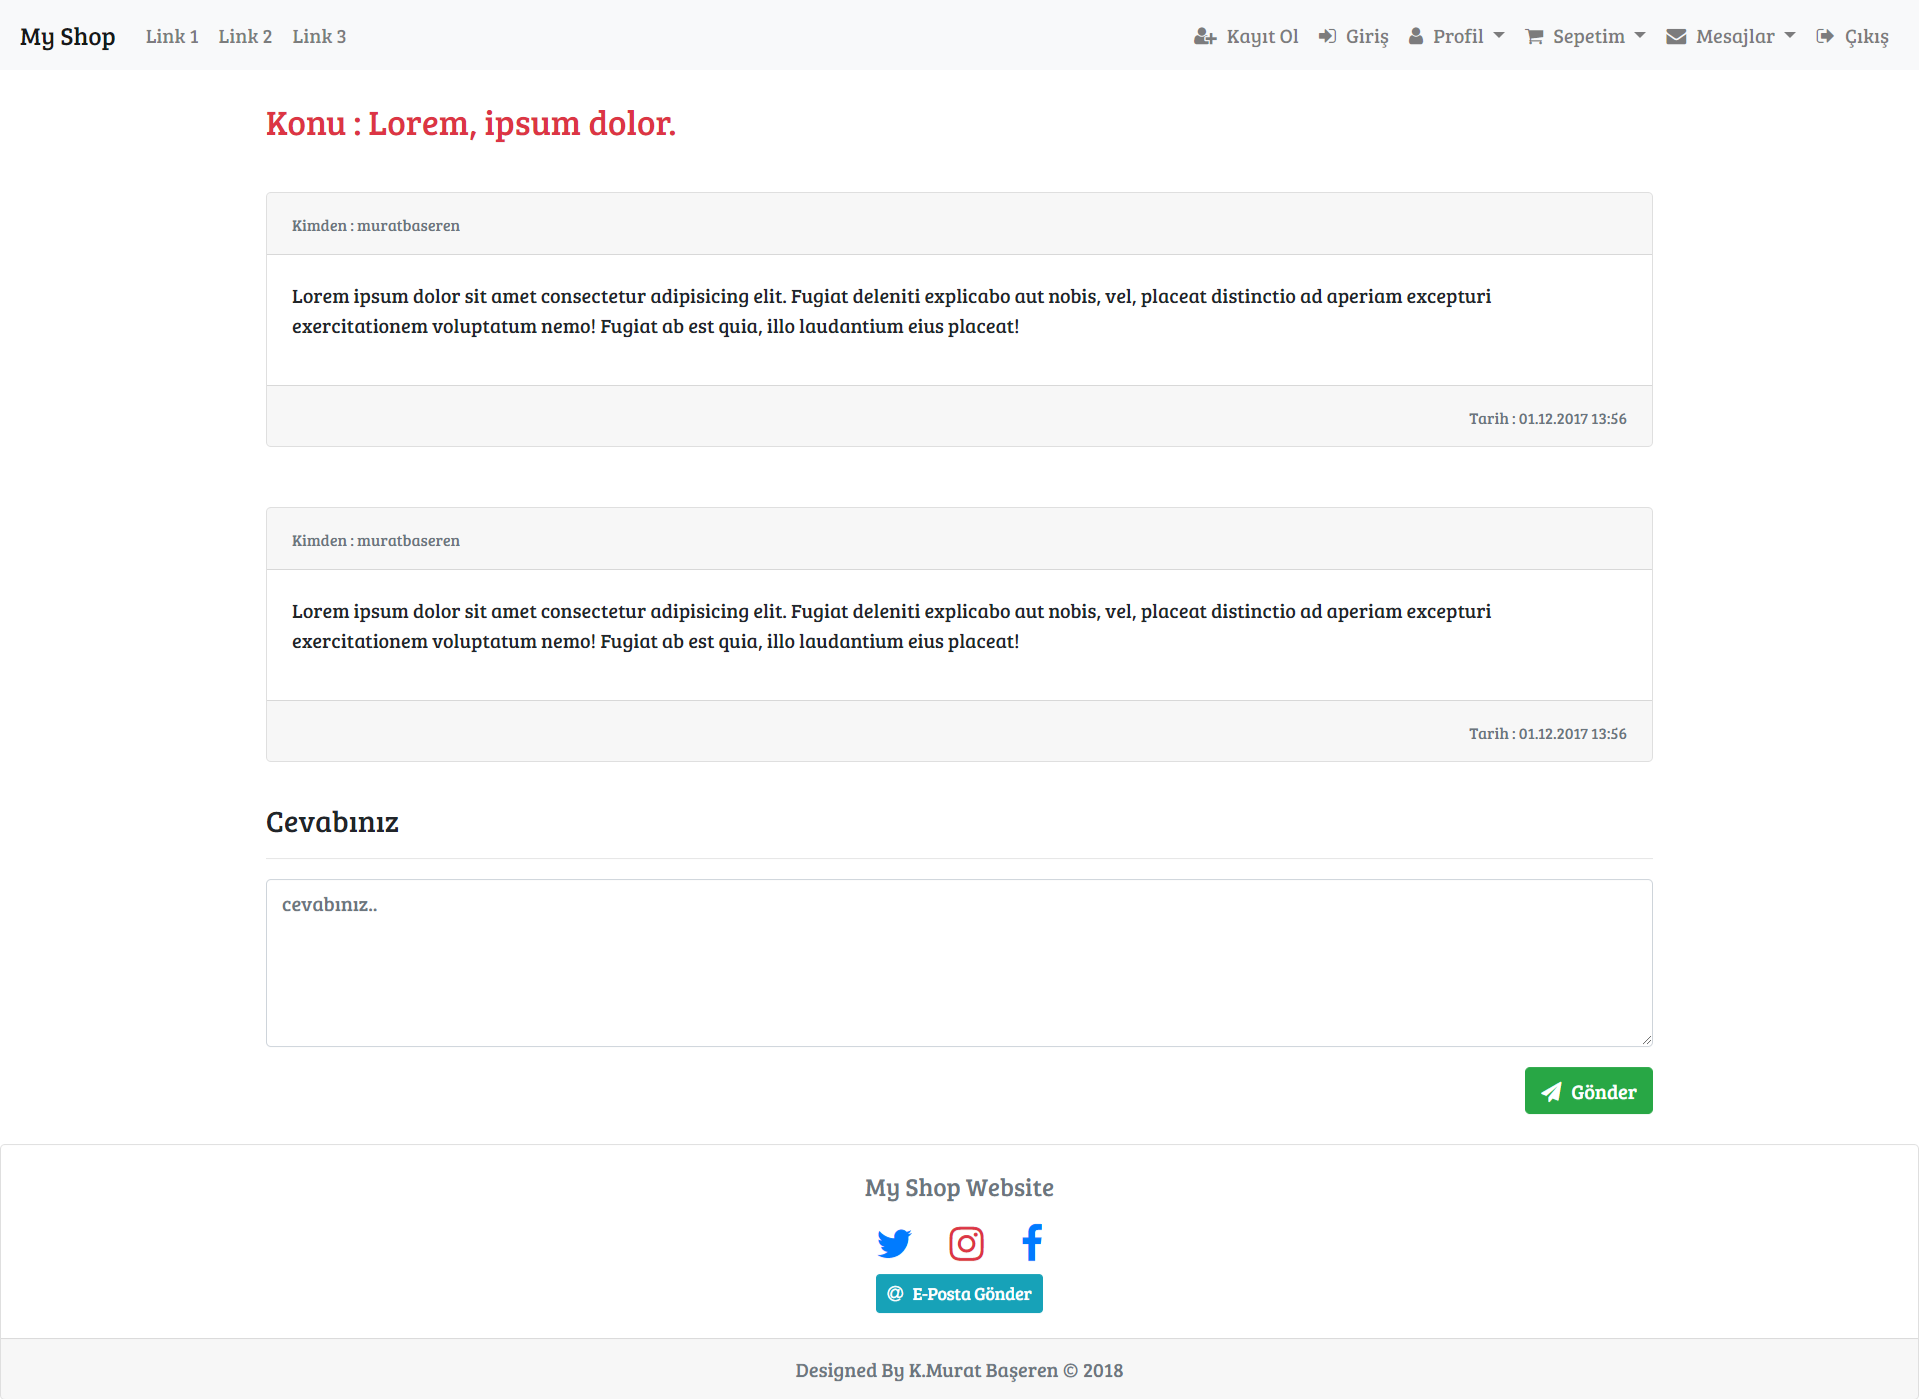 My Shop Link 1 Link 2 Link 3 Kayıt Ol Giriş Profil Sepetim Mesajlar Çıkış
Konu : Lorem, ipsum dolor.
Kimden : muratbaseren
Lorem ipsum dolor sit amet consectetur adipisicing elit. Fugiat deleniti explicabo aut nobis, vel, placeat distinctio ad aperiam excepturi
exercitationem voluptatum nemo! Fugiat ab est quia, illo laudantium eius placeat!
Tarih : 01.12.2017 13:56
Kimden : muratbaseren
Lorem ipsum dolor sit amet consectetur adipisicing elit. Fugiat deleniti explicabo aut nobis, vel, placeat distinctio ad aperiam excepturi
exercitationem voluptatum nemo! Fugiat ab est quia, illo laudantium eius placeat!
Tarih : 01.12.2017 13:56
Cevabınız
cevabınız..
Gönder
My Shop Website
E-Posta Gönder
Designed By K.Murat Başeren © 2018